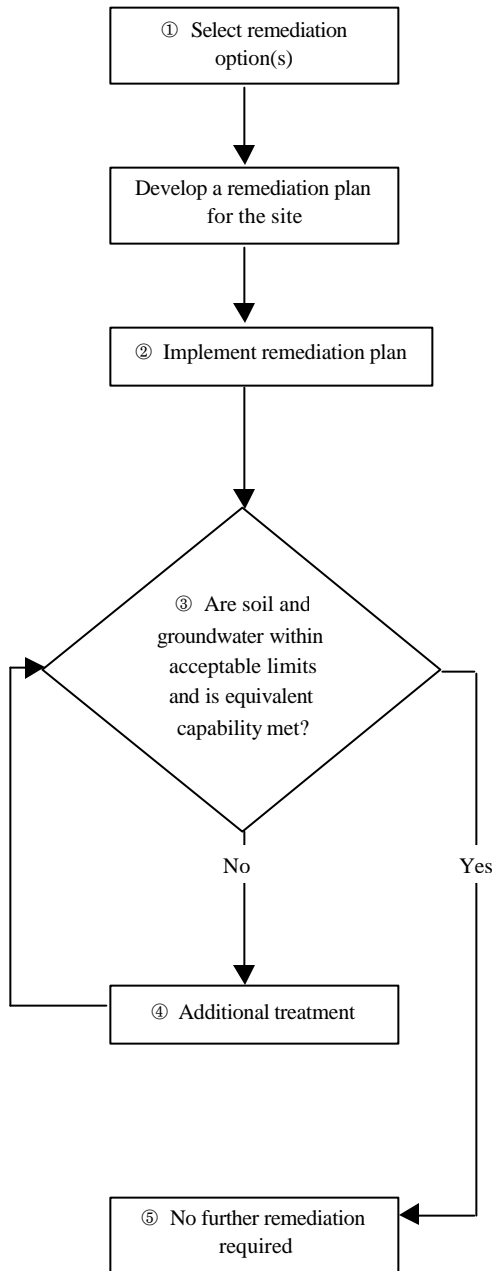 ① Select remediation
option(s)
Develop a remediation plan
for the site
② Implement remediation plan
③ Are soil and
groundwater within
acceptable limits
and is equivalent
capability met?
No
Yes
④ Additional treatment
⑤ No further remediation
required